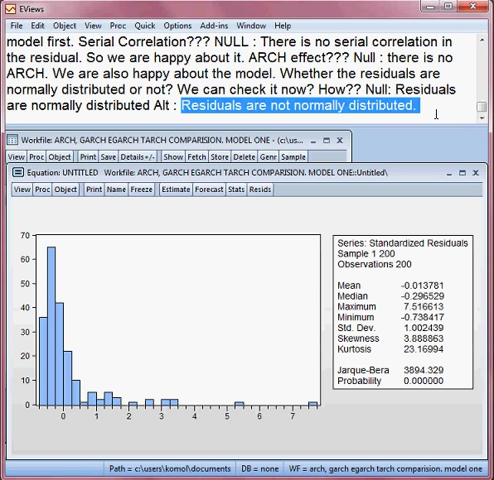 EViews
File Edit Object View Proc Quick Options Add-ins Window Help
model first. Serial Correlation??? NULL : There is no serial correlation in
the residual. So we are happy about it. ARCH effect??? Null : there is no
ARCH. We are also happy about the model. Whether the residuals are
normally distributed or not? We can check it now? How?? Null: Residuals
are normally distributed Alt : Residuals are not normally distributed.
Workfile: ARCH, GARCH EGARCH TARCH COMPARISION. MODEL ONE - (c:\us...
View Proc Object Print Save Details+/- Show Fetch Store Delete Genr Sample
Equation: UNTITLED Workfile: ARCH, GARCH EGARCH TARCH COMPARISION. MODEL ONE::Untitled\
View Proc Object Print Name Freeze Estimate Forecast Stats Resids
70
60
50
40
30
20
10
0
0 1 2 3 4 5 6 7
Series: Standardized Residuals
Sample 1 200
Observations 200
Mean -0.013781
Median -0.296529
Maximum 7.516613
Minimum -0.738417
Std. Dev. 1.002439
Skewness 3.888863
Kurtosis 23.16994
Jarque-Bera 3894.329
Probability 0.000000
Path = c:\users\komol\documents DB = none WF = arch, garch egarch tarch comparision. model one